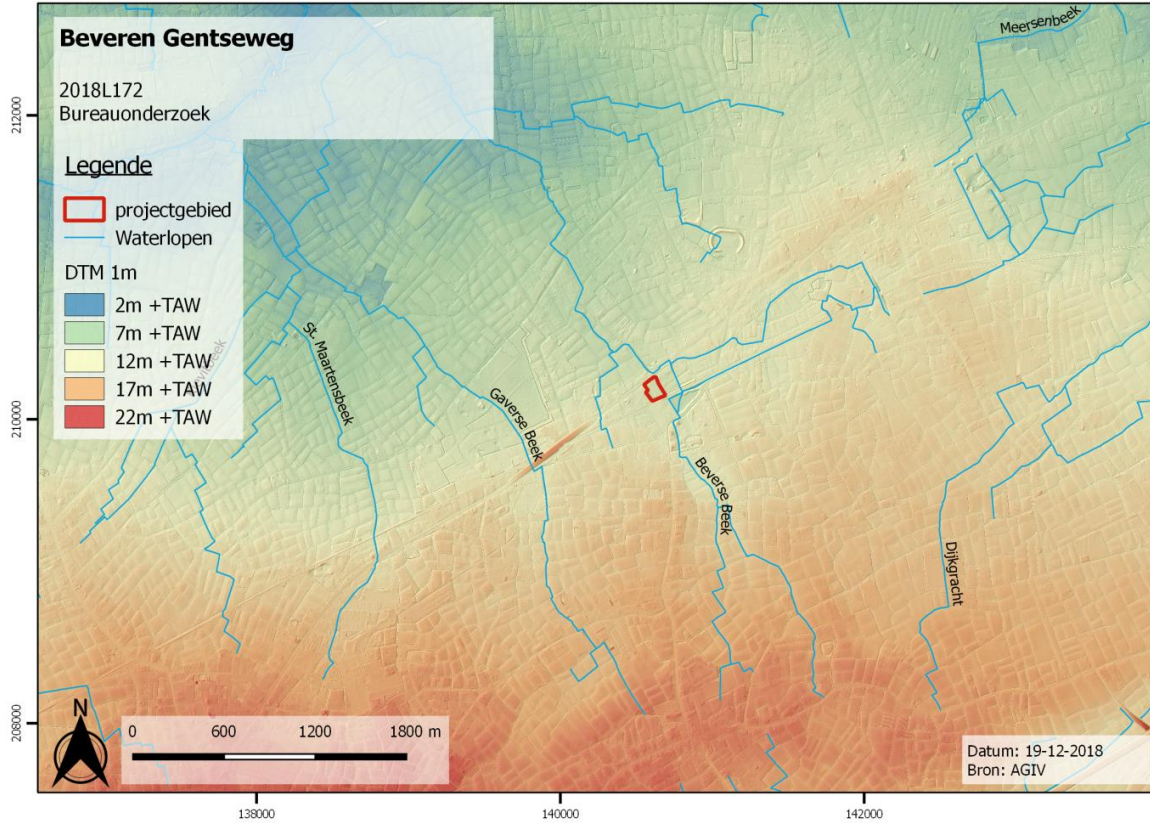 Beveren Gentseweg
2018L172
Bureauonderzoek
Legende
projectgebied
Waterlopen
DTM 1m
2m +TAW
7m +TAW
12m +TAW
17m +TAW
22m +TAW
Meersenbeek
St. Maartensbeek
Gaverse Beek
Beverse Beek
Dijkgracht
212000
210000
208000
N
0 600 1200 1800 m
Datum: 19-12-2018
Bron: AGIV
138000 140000 142000